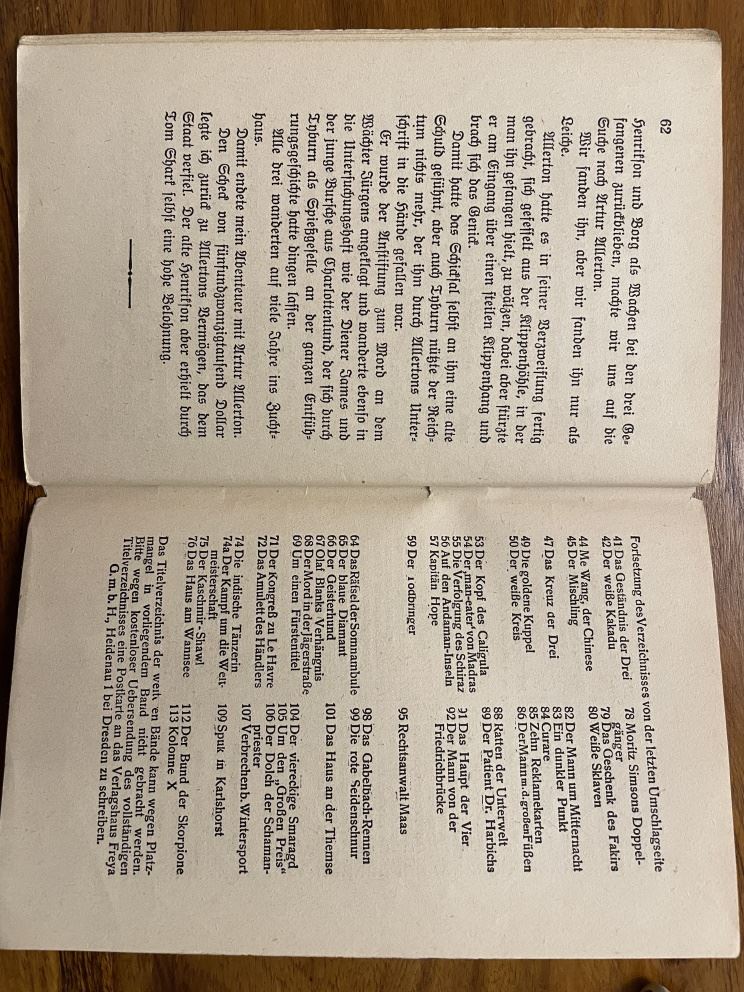 62
Henrikson und Borg als Wachen bei den drei Ge-
fangenen zurückblieben, machte wir uns auf die
Suche nach Artur Allerton.
Wir fanden ihn, aber wir fanden ihn nur als
Leiche.
Allerton hatte es in seiner Verzweiflung fertig
gebracht, sich gefesselt aus der Klippenhöhle, in der
man ihn gefangen hielt, zu wälzen, dabei aber stürzte
er am Eingang über einen steilen Klippenhang und
brach sich das Genick.
Damit hatte das Schicksal selbst an ihm eine alte
Schuld gesühnt, aber auch Tyburn nützte der Reich-
tum nichts mehr, der ihm durch Allertons Unter-
schrift in die Hände gefallen war.
Er wurde der Anstiftung zum Mord an dem
Wächter Jürgens angeklagt und wanderte ebenso in
die Untersuchungshaft wie der Diener James und
der junge Bursche aus Charlottenlund, der sich durch
Tyburn als Spießgeselle an der ganzen Entfüh-
rungsgeschichte hatte dingen lassen.
Alle drei wanderten auf viele Jahre ins Zucht-
haus.
Damit endete mein Abenteuer mit Artur Allerton.
Den Scheck von fünfundzwanzigtausend Dollar
legte ich zurück zu Allertons Vermögen, das dem
Staat verfiel. Der alte Henrikson aber erhielt durch
Tom Shark selbst eine hohe Belohnung.
Fortsetzung des Verzeichnisses von der letzten Umschlagseite
41 Das Geständnis der Drei
42 Der weiße Kakadu
44 Me Wang, der Chinese
45 Der Mischling
47 Das Kreuz der Drei
49 Die goldene Kuppel
50 Der weiße Kreis
53 Der Kopf des Caligula
54 Der „man-eater" von Madras
55 Die Verfolgung des Schiraz
56 Auf den Andaman-Inseln
57 Kapitän Hope
59 Der Todbringer
64 Das Rätsel der Somnambule
65 Der blaue Diamant
66 Der Geisterhund
67 Olaf Blanks Verhängnis
68 Der Mord in der Jägerstraße
69 Um einen Fürstentitel
71 Der Kongreß zu Le Havre
72 Das Amulett des Händlers
74 Die indische Tänzerin
74a Der Kampf um die Welt-
meisterschaft
75 Der Kaschmir-Shawl
76 Das Haus am Wannsee
78 Moritz Simsons Doppel-
gänger
79 Das Geschenk des Fakirs
80 Weiße Sklaven
82 Der Mann um Mitternacht
83 Ein dunkler Punkt
84 Curare
85 Zehn Reklamekarten
86 Der Mann m. d. großen Füßen
88 Ratten der Unterwelt
89 Der Patient Dr. Harbichs
91 Das Haupt der Vier
92 Der Mann von der
Friedrichbrücke
95 Rechtsanwalt Maas
98 Das Gabelbach-Rennen
99 Die rote Seidenschnur
101 Das Haus an der Themse
104 Der viereckige Smaragd
105 Um den „Großen Preis"
106 Der Dolch der Schaman-
priester
107 Verbrechen b. Wintersport
109 Spuk in Karlshorst
112 Der Bund der Skorpione
113 Kolonne X
Das Titelverzeichnis der weiteren Bände kann wegen Platz-
mangel in vorliegendem Band nicht gebracht werden.
Bitte wegen kostenloser Uebersendung des vollständigen
Titelverzeichnisses eine Postkarte an das Verlagshaus Freya
G. m. b. H., Heidenau 1 bei Dresden zu schreiben.